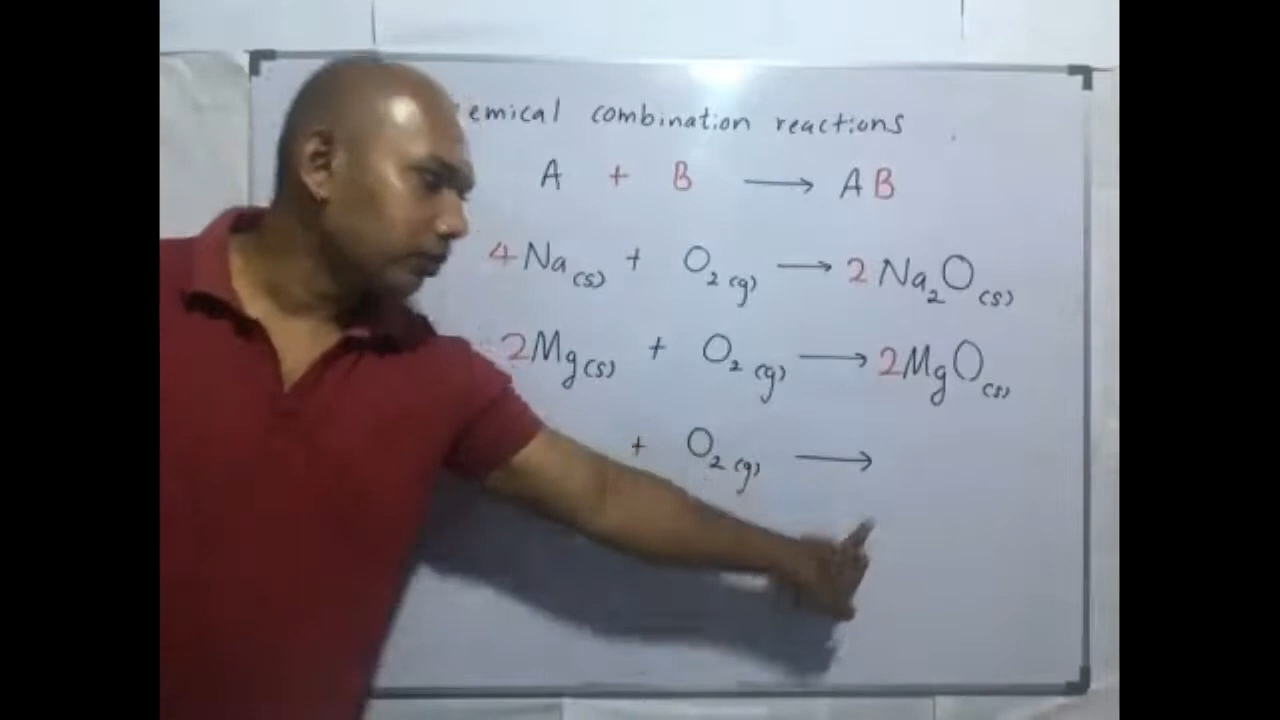 emical combination reactions
A + B → AB
4Na(s) + O₂(g) → 2Na₂O(s)
2Mg(s) + O₂(g) → 2MgO(s)
+ O₂(g) →